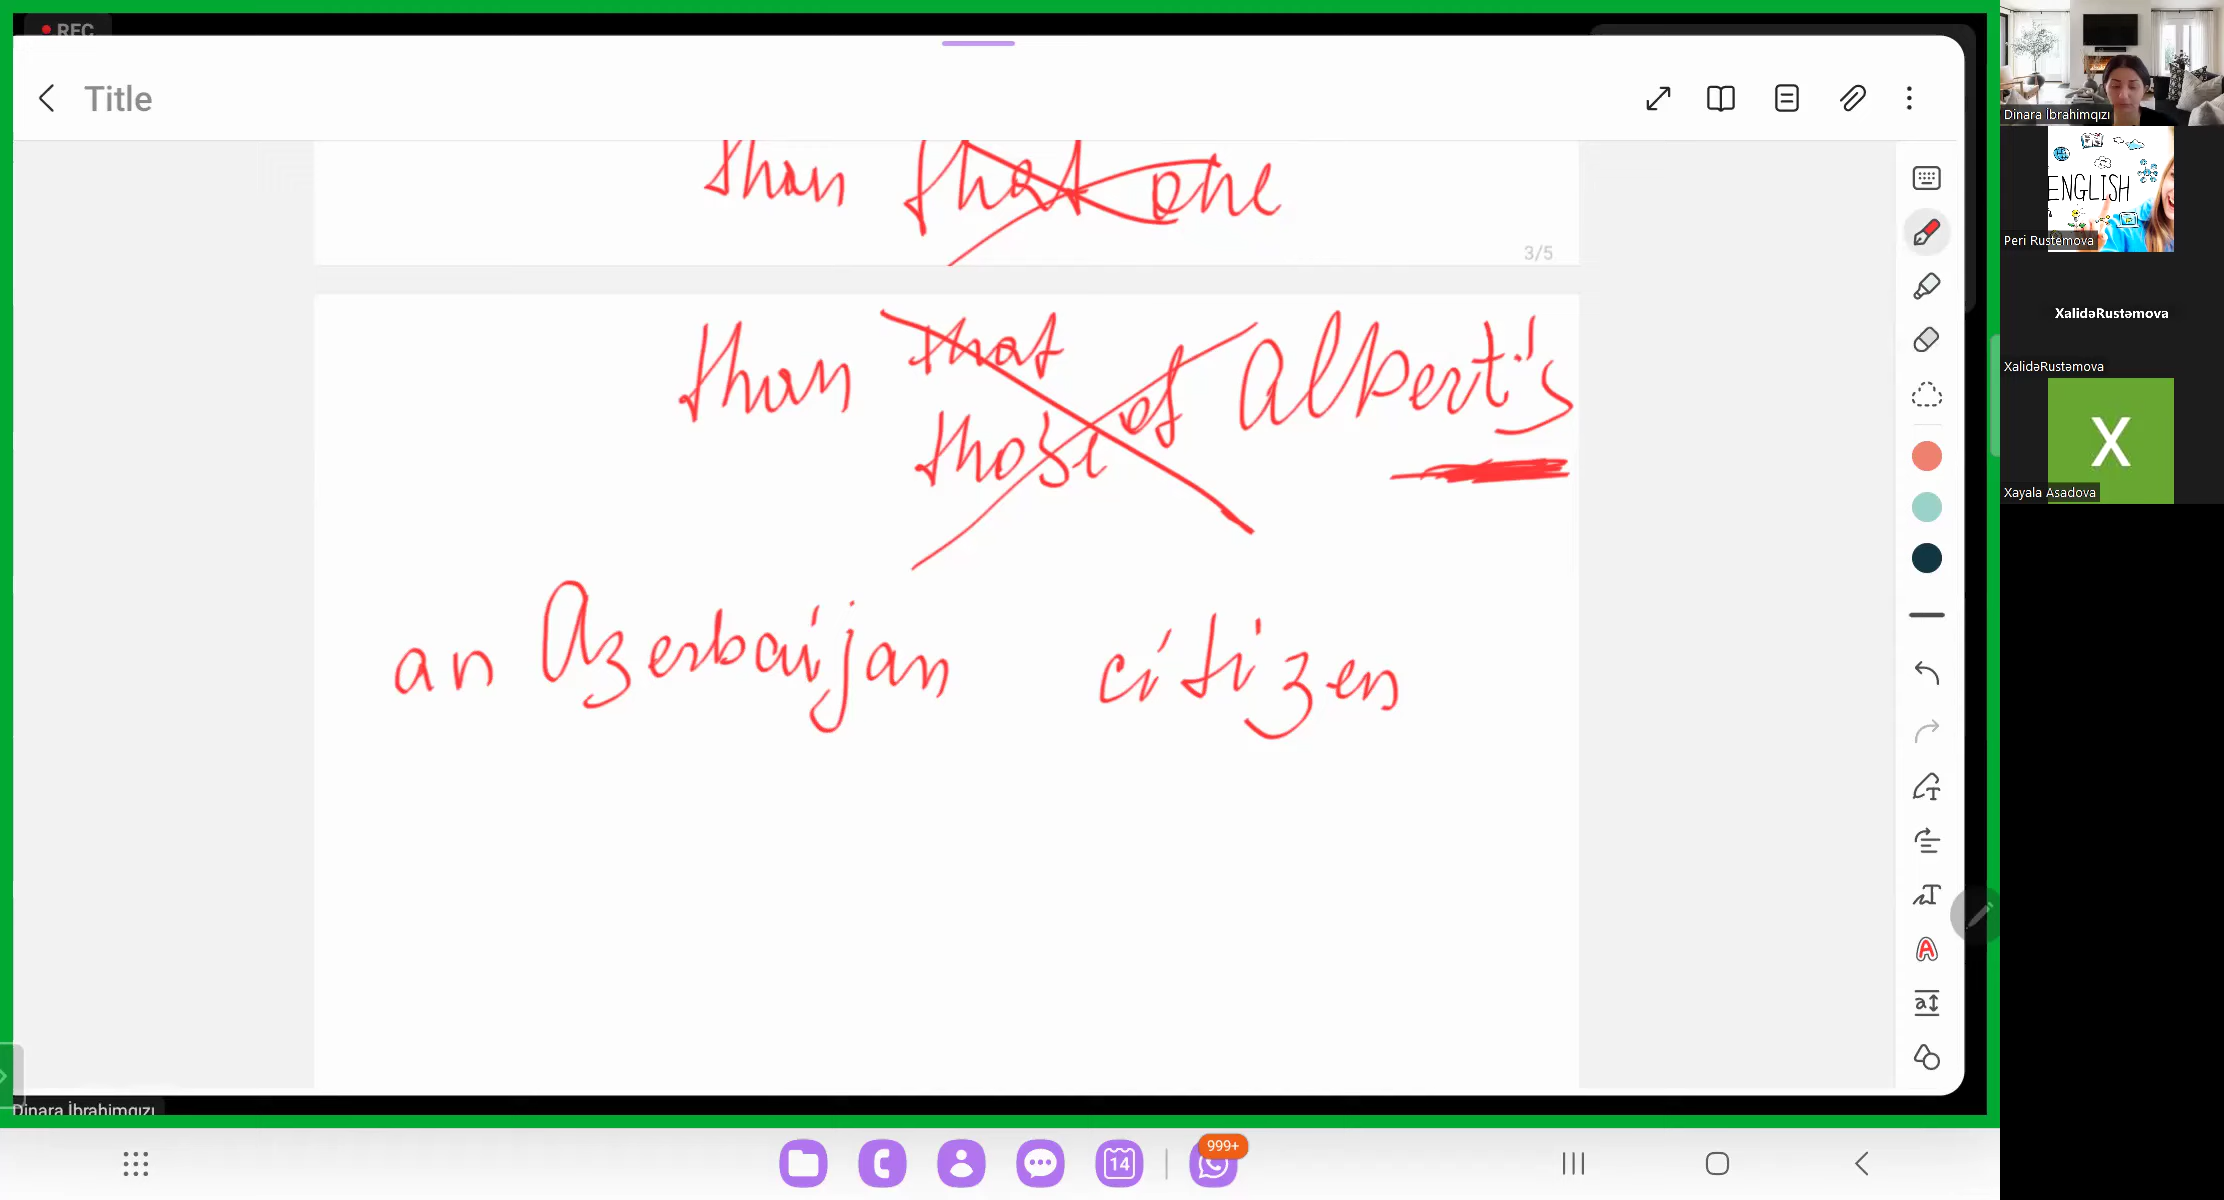 REC
Title
than that one
3/5
than that
those of Albert's
an Azerbaijan citizen
Dinara İbrahimqızı
14
999+
Dinara İbrahimqızı
ENGLISH
Peri Rustemova
XalidəRustəmova
XalidəRustəmova
X
Xayala Asadova